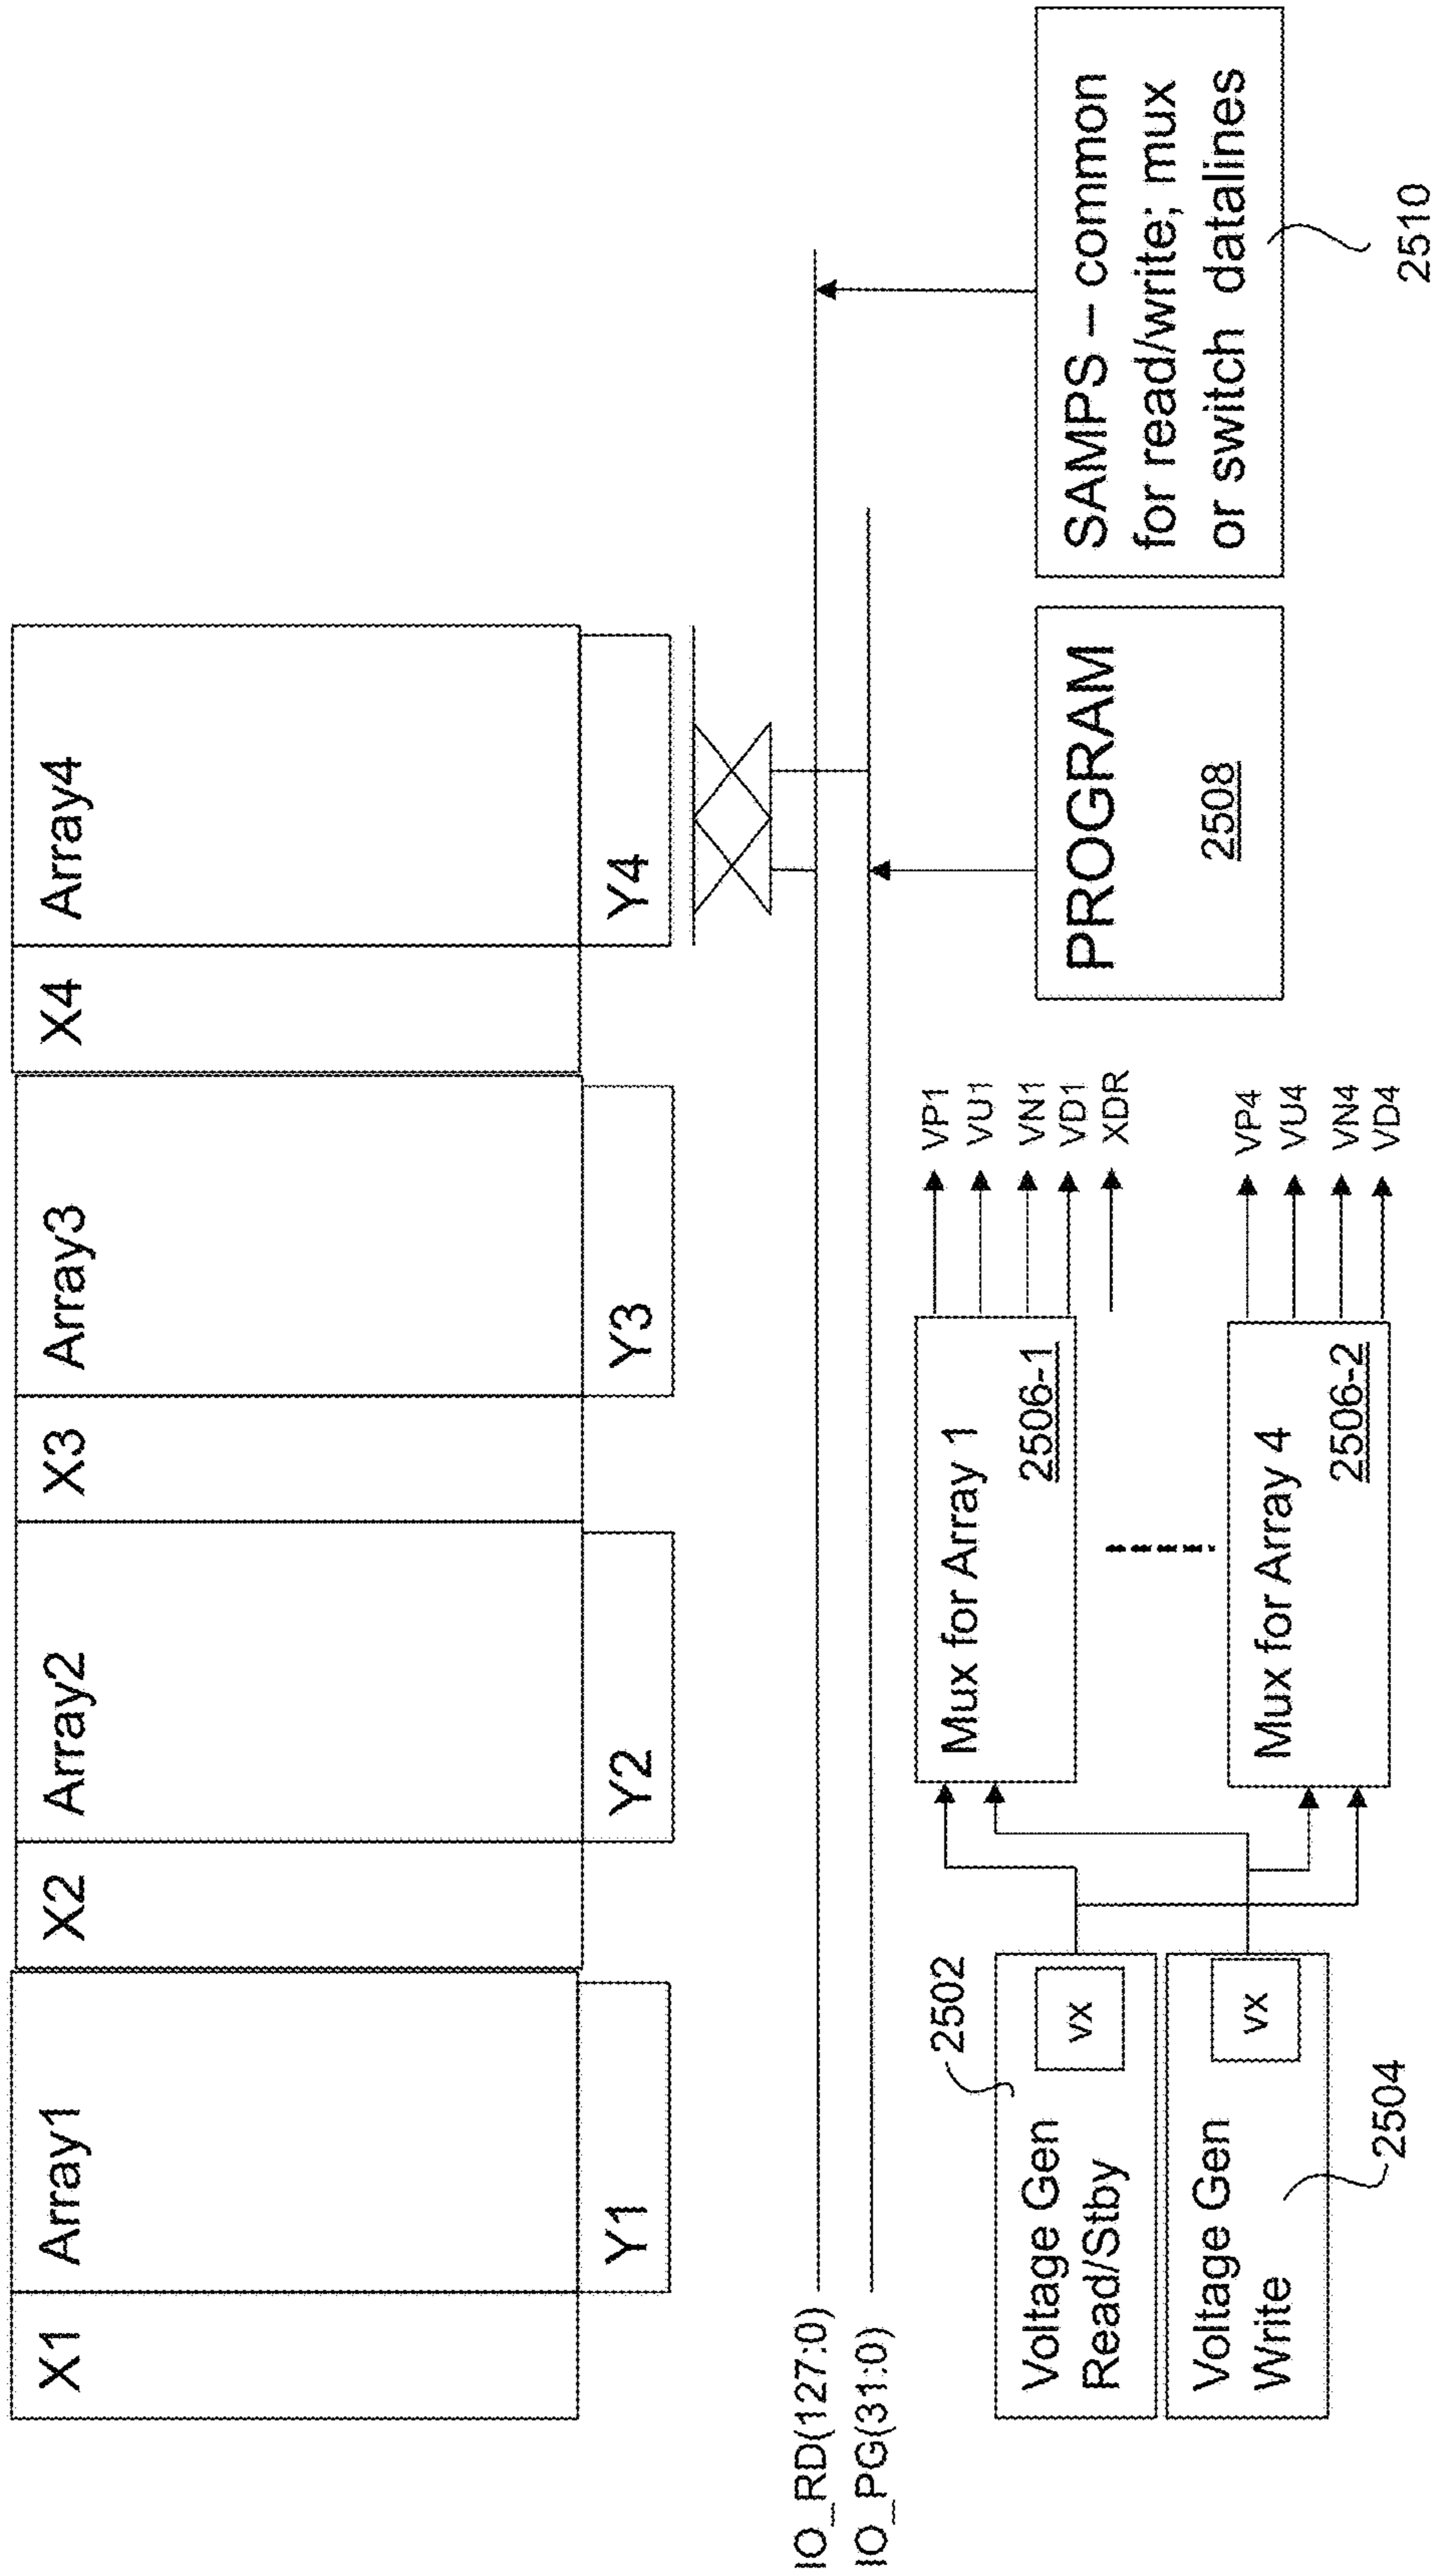 X1
Array1
X2
Array2
X3
Array3
X4
Array4
Y1
Y2
Y3
Y4
IO_RD(127:0)
IO_PG(31:0)
2502
Voltage Gen
Read/Stby
vx
Voltage Gen
Write
vx
2504
Mux for Array 1
2506-1
VP1
VU1
VN1
VD1
XDR
Mux for Array 4
2506-2
VP4
VU4
VN4
VD4
PROGRAM
2508
SAMPS – common
for read/write; mux
or switch datalines
2510